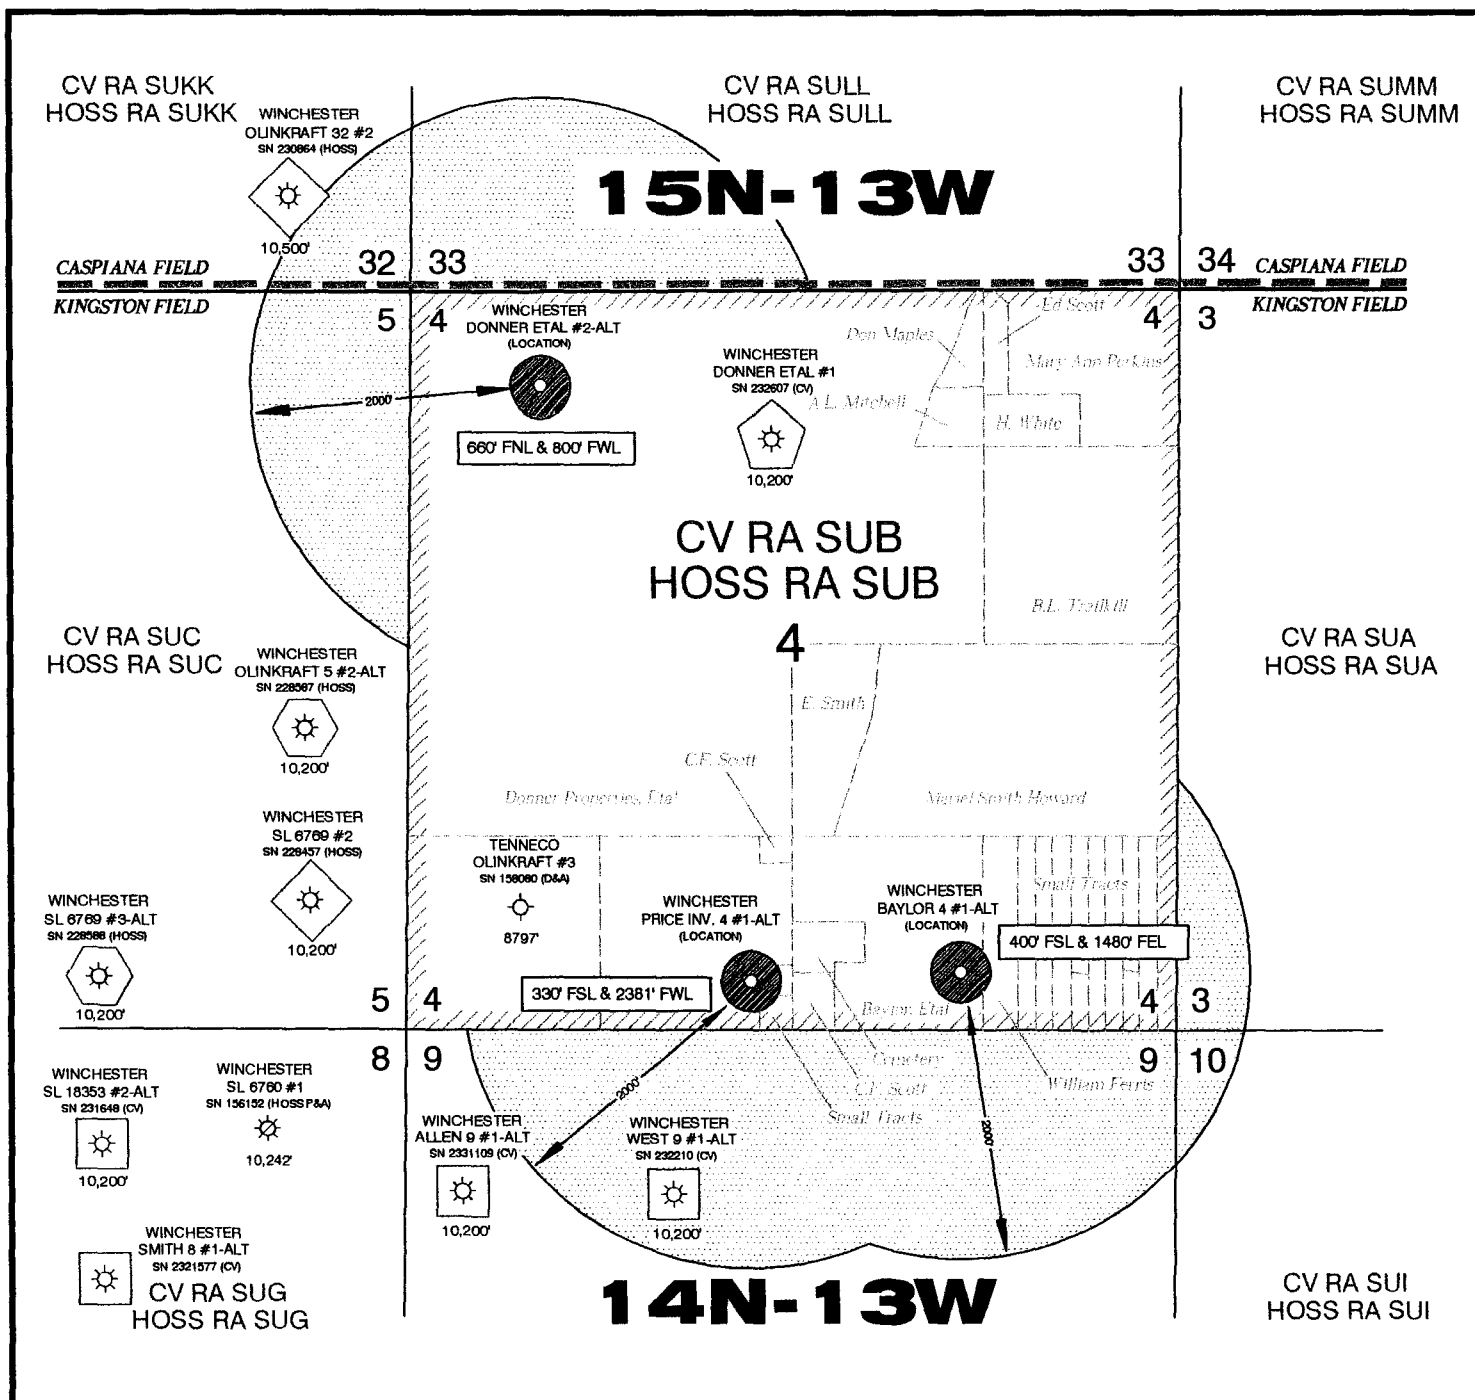 CV RA SUKK
HOSS RA SUKK
CV RA SULL
HOSS RA SULL
CV RA SUMM
HOSS RA SUMM
WINCHESTER
OLINKRAFT 32 #2
SN 230864 (HOSS)
10,500'
15N-13W
CASPIANA FIELD
32
33
33
34
CASPIANA FIELD
KINGSTON FIELD
5
4
4
3
KINGSTON FIELD
WINCHESTER
DONNER ETAL #2-ALT
(LOCATION)
2000'
660' FNL & 800' FWL
WINCHESTER
DONNER ETAL #1
SN 232607 (CV)
10,200'
Don Maples
Ed Scott
Mary Ann Perkins
A.L. Mitchell
H. White
CV RA SUB
HOSS RA SUB
4
B.L. Trailkill
CV RA SUC
HOSS RA SUC
CV RA SUA
HOSS RA SUA
WINCHESTER
OLINKRAFT 5 #2-ALT
SN 228567 (HOSS)
10,200'
E. Smith
C.F. Scott
Donner Properties, Etal
Muriel Smith Howard
WINCHESTER
SL 6769 #2
SN 228457 (HOSS)
10,200'
TENNECO
OLINKRAFT #3
SN 158080 (D&A)
8797'
WINCHESTER
SL 6769 #3-ALT
SN 228588 (HOSS)
10,200'
WINCHESTER
PRICE INV. 4 #1-ALT
(LOCATION)
330' FSL & 2381' FWL
WINCHESTER
BAYLOR 4 #1-ALT
(LOCATION)
400' FSL & 1480' FEL
Small Tracts
Baylor, Etal
Cemetery
C.F. Scott
Small Tracts
William Ferris
5
4
4
3
8
9
9
10
2000'
2000'
WINCHESTER
SL 18353 #2-ALT
SN 231648 (CV)
10,200'
WINCHESTER
SL 6760 #1
SN 156152 (HOSS P&A)
10,242'
WINCHESTER
ALLEN 9 #1-ALT
SN 2331109 (CV)
10,200'
WINCHESTER
WEST 9 #1-ALT
SN 232210 (CV)
10,200'
WINCHESTER
SMITH 8 #1-ALT
SN 2321577 (CV)
CV RA SUG
HOSS RA SUG
14N-13W
CV RA SUI
HOSS RA SUI